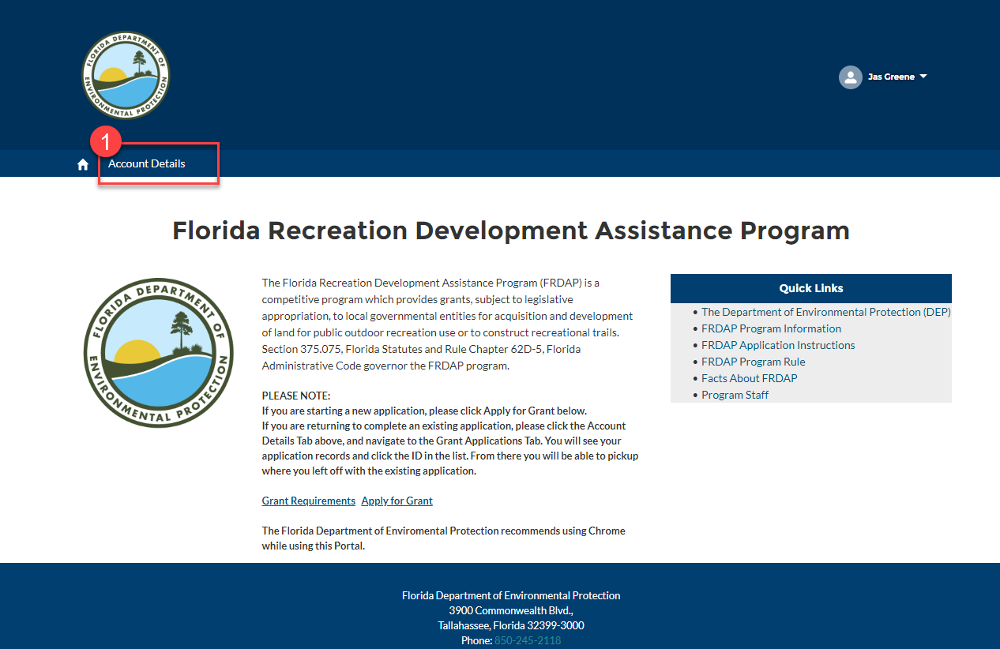 FLORIDA DEPARTMENT OF ENVIRONMENTAL PROTECTION
Jas Greene
1
Account Details
Florida Recreation Development Assistance Program
FLORIDA DEPARTMENT OF ENVIRONMENTAL PROTECTION
The Florida Recreation Development Assistance Program (FRDAP) is a
competitive program which provides grants, subject to legislative
appropriation, to local governmental entities for acquisition and development
of land for public outdoor recreation use or to construct recreational trails.
Section 375.075, Florida Statutes and Rule Chapter 62D-5, Florida
Administrative Code governor the FRDAP program.
PLEASE NOTE:
If you are starting a new application, please click Apply for Grant below.
If you are returning to complete an existing application, please click the Account
Details Tab above, and navigate to the Grant Applications Tab. You will see your
application records and click the ID in the list. From there you will be able to pickup
where you left off with the existing application.
Grant Requirements Apply for Grant
The Florida Department of Enviromental Protection recommends using Chrome
while using this Portal.
Quick Links
• The Department of Environmental Protection (DEP)
• FRDAP Program Information
• FRDAP Application Instructions
• FRDAP Program Rule
• Facts About FRDAP
• Program Staff
Florida Department of Environmental Protection
3900 Commonwealth Blvd.,
Tallahassee, Florida 32399-3000
Phone: 850-245-2118